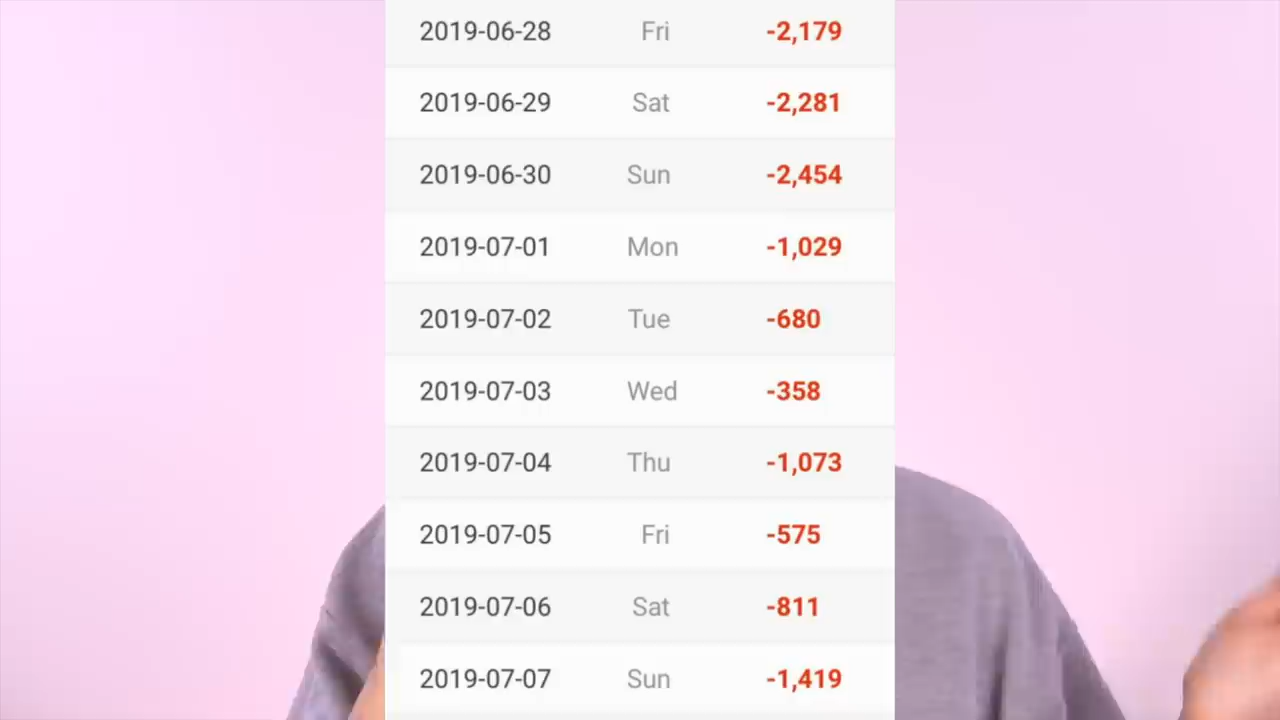 2019-06-28 Fri -2,179
2019-06-29 Sat -2,281
2019-06-30 Sun -2,454
2019-07-01 Mon -1,029
2019-07-02 Tue -680
2019-07-03 Wed -358
2019-07-04 Thu -1,073
2019-07-05 Fri -575
2019-07-06 Sat -811
2019-07-07 Sun -1,419